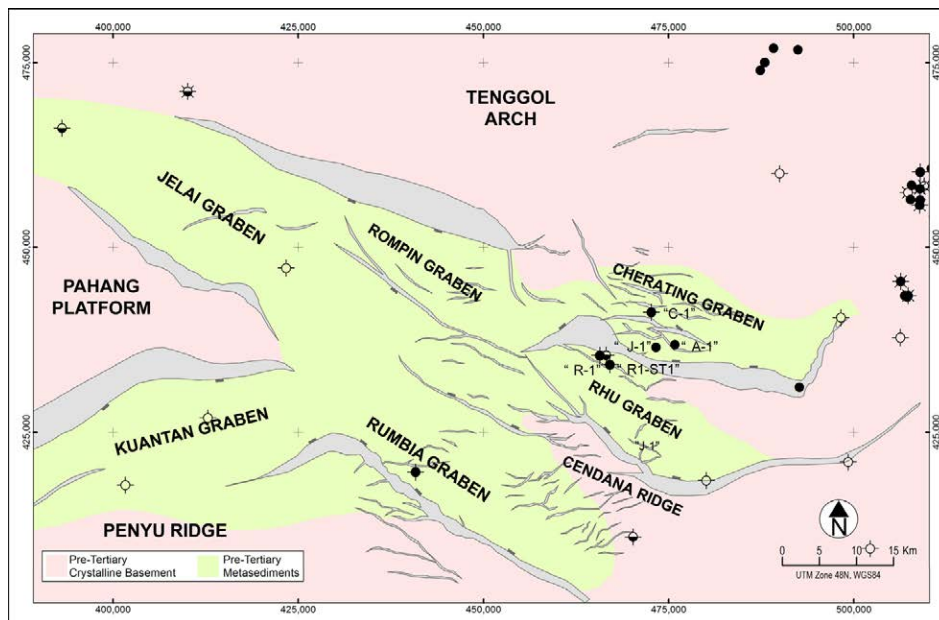 400,000
425,000
450,000
475,000
500,000
475,000
475,000
TENGGOL
ARCH
JELAI GRABEN
ROMPIN GRABEN
450,000
450,000
CHERATING GRABEN
PAHANG
PLATFORM
“C-1”
“ J-1”
“ A-1”
“ R-1”
“ R1-ST1”
RHU GRABEN
425,000
425,000
KUANTAN GRABEN
RUMBIA GRABEN
“J-1”
CENDANA RIDGE
PENYU RIDGE
N
Pre-Tertiary
Crystalline Basement
Pre-Tertiary
Metasediments
0
5
10
15 Km
UTM Zone 48N, WGS84
400,000
425,000
450,000
475,000
500,000